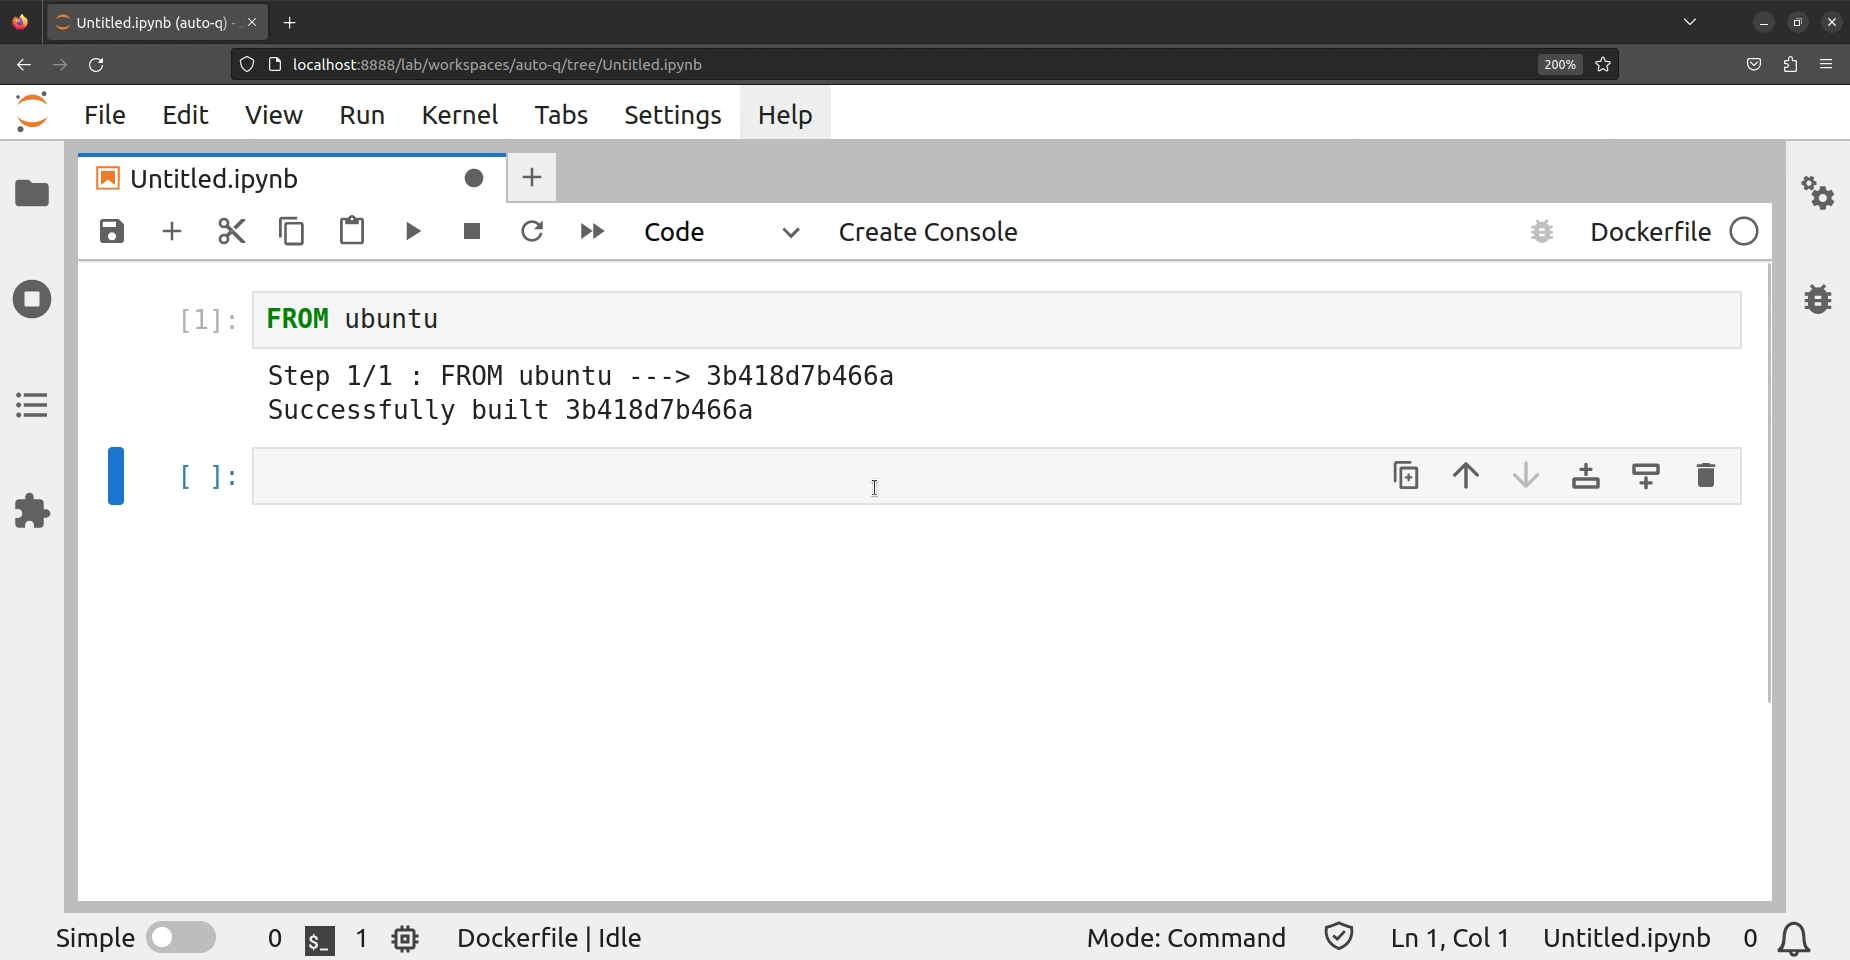 Untitled.ipynb (auto-q) -
localhost:8888/lab/workspaces/auto-q/tree/Untitled.ipynb
200%
File Edit View Run Kernel Tabs Settings Help
Untitled.ipynb
Code
Create Console
Dockerfile
[1]:
FROM ubuntu
Step 1/1 : FROM ubuntu ---> 3b418d7b466a
Successfully built 3b418d7b466a
[ ]:
Simple
0
$_
1
Dockerfile | Idle
Mode: Command
Ln 1, Col 1
Untitled.ipynb
0